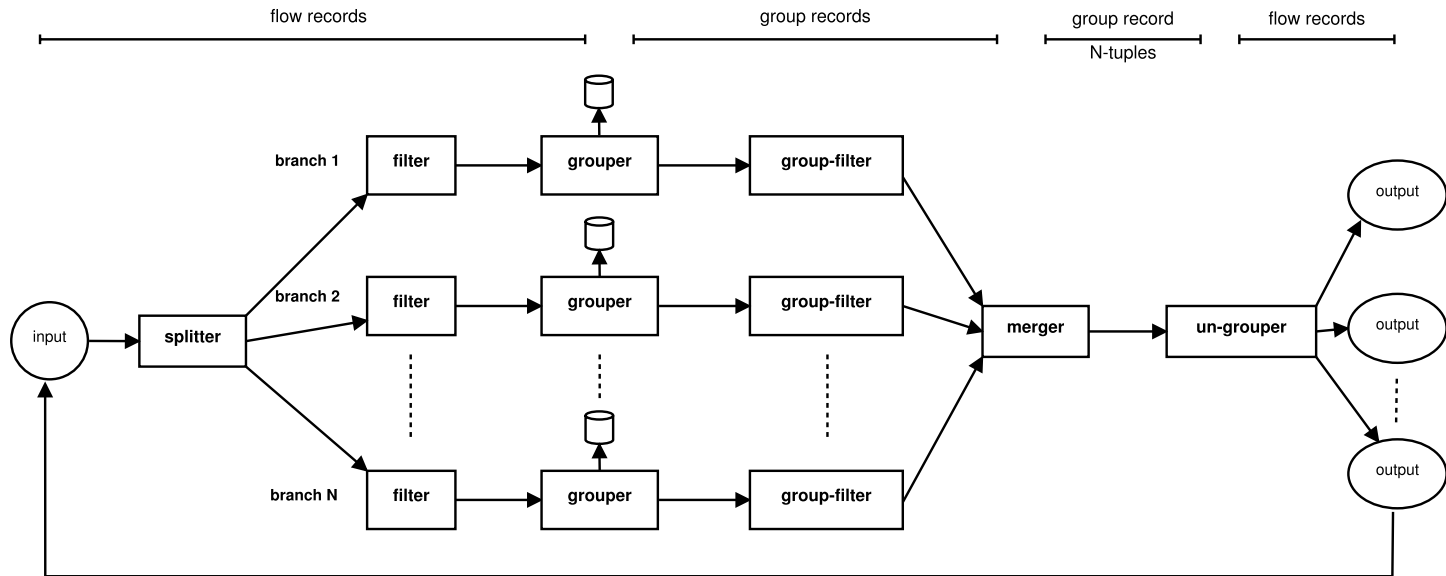 flow records
group records
group record
N-tuples
flow records
branch 1
filter
grouper
group-filter
output
branch 2
filter
grouper
group-filter
input
splitter
merger
un-grouper
output
branch N
filter
grouper
group-filter
output